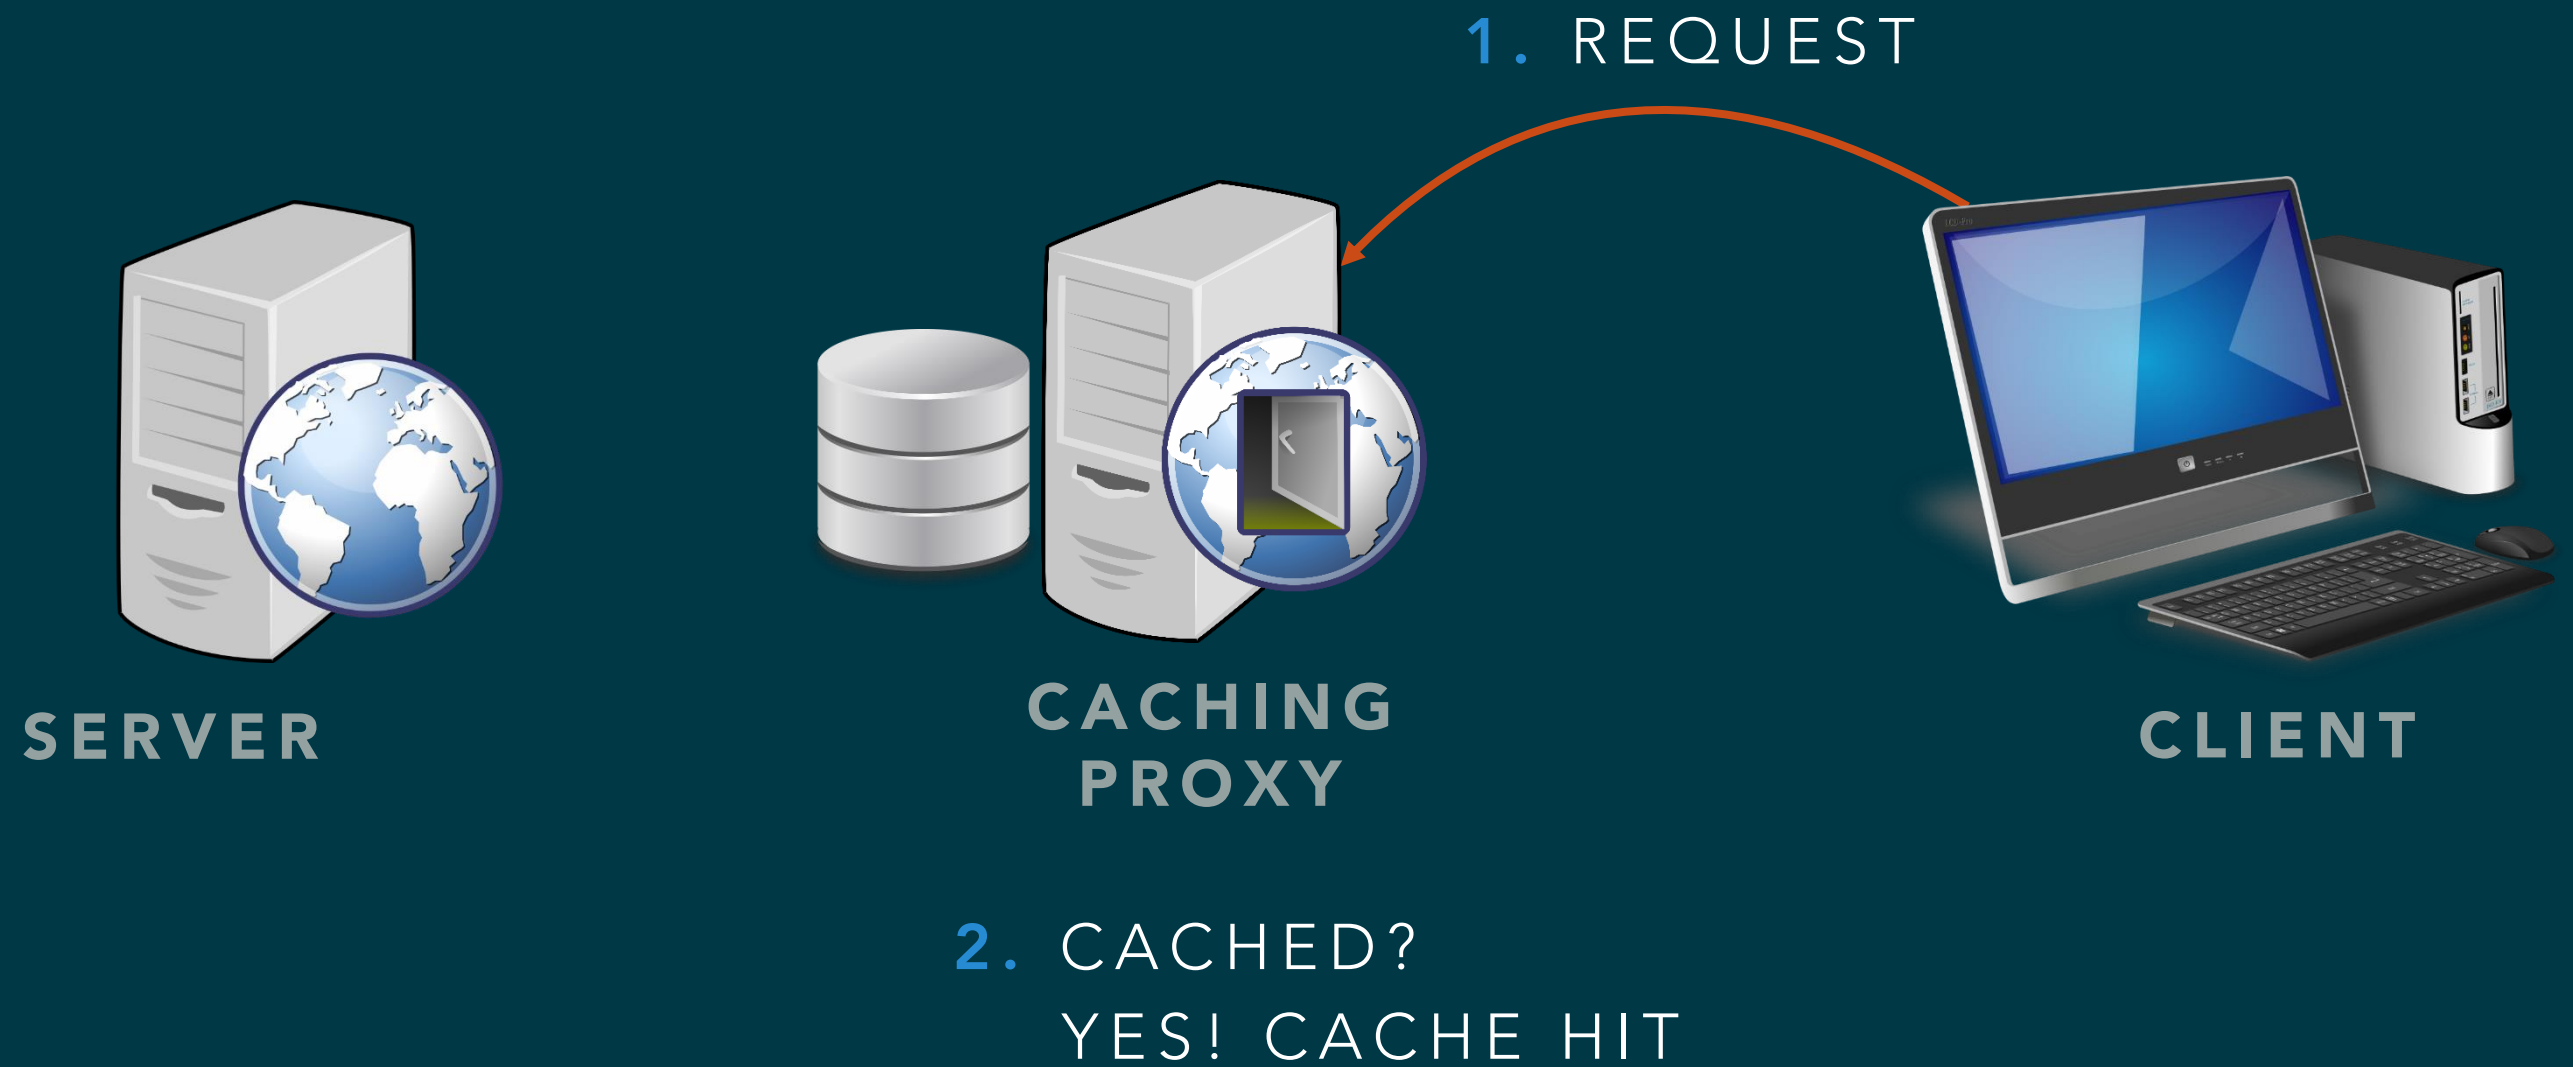 1. REQUEST
SERVER
CACHING
PROXY
CLIENT
2. CACHED?
YES! CACHE HIT